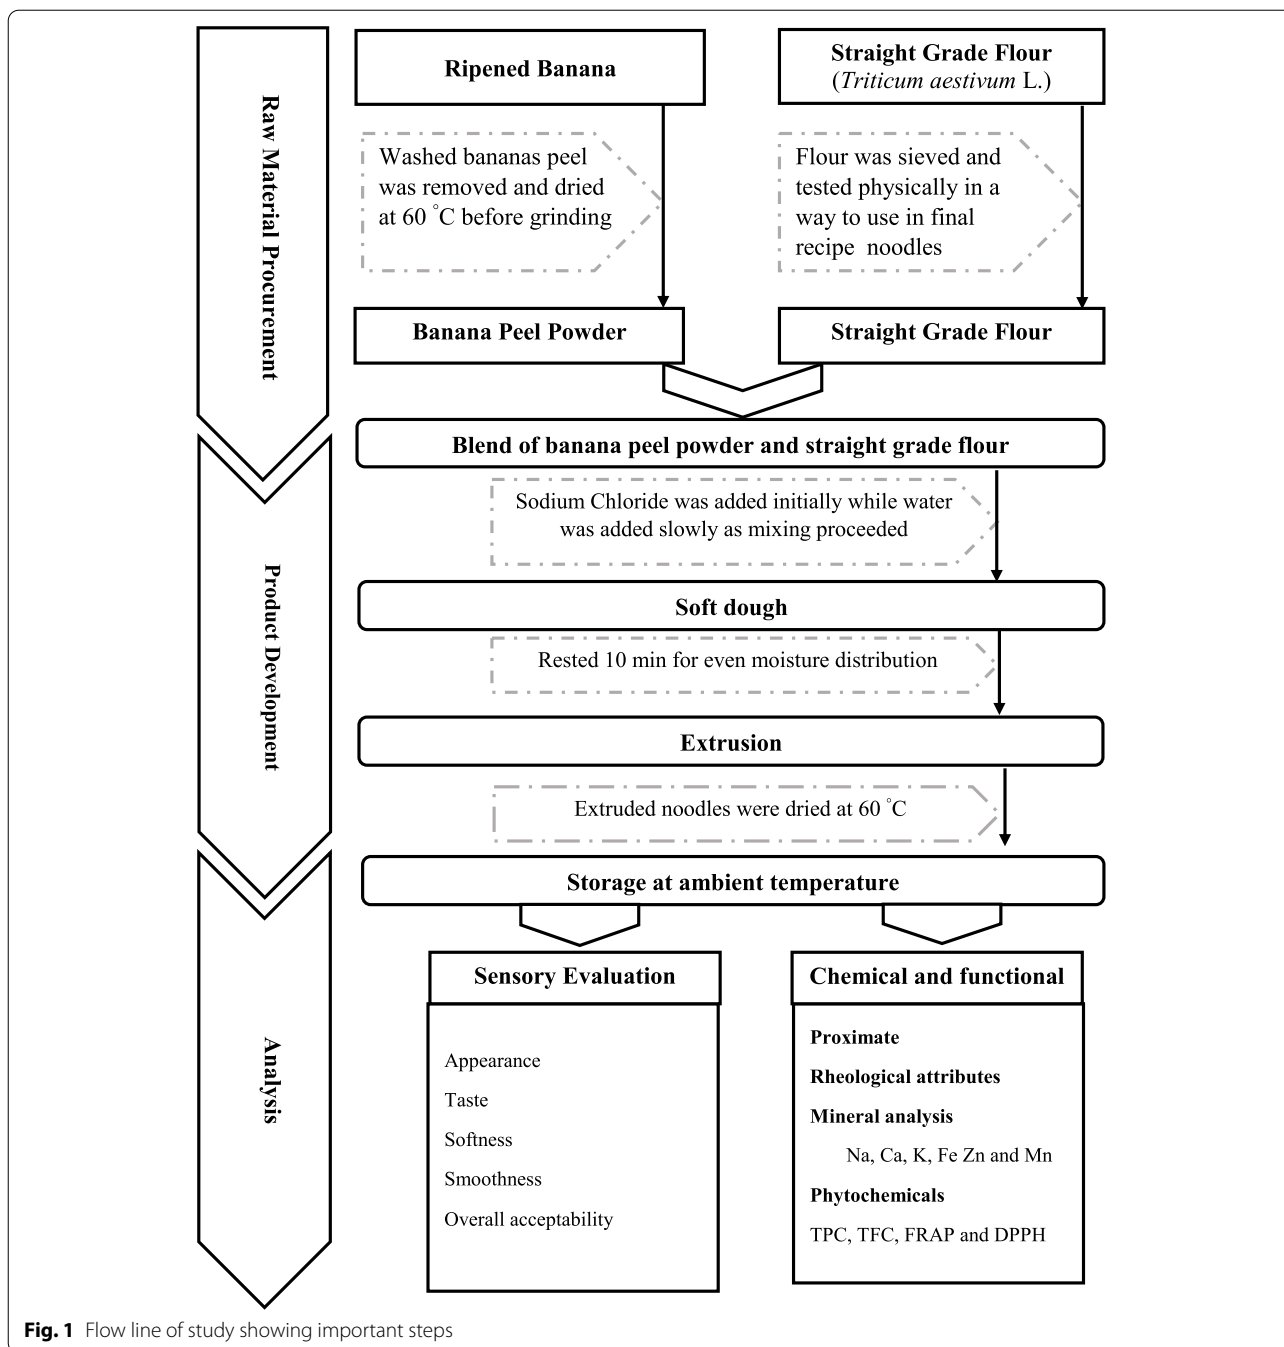 Raw Material Procurement
Ripened Banana
Straight Grade Flour
(Triticum aestivum L.)
Washed bananas peel
was removed and dried
at 60 °C before grinding
Flour was sieved and
tested physically in a
way to use in final
recipe noodles
Banana Peel Powder
Straight Grade Flour
Product Development
Blend of banana peel powder and straight grade flour
Sodium Chloride was added initially while water
was added slowly as mixing proceeded
Soft dough
Rested 10 min for even moisture distribution
Extrusion
Extruded noodles were dried at 60 °C
Storage at ambient temperature
Analysis
Sensory Evaluation
Appearance
Taste
Softness
Smoothness
Overall acceptability
Chemical and functional
Proximate
Rheological attributes
Mineral analysis
Na, Ca, K, Fe Zn and Mn
Phytochemicals
TPC, TFC, FRAP and DPPH
Fig. 1 Flow line of study showing important steps